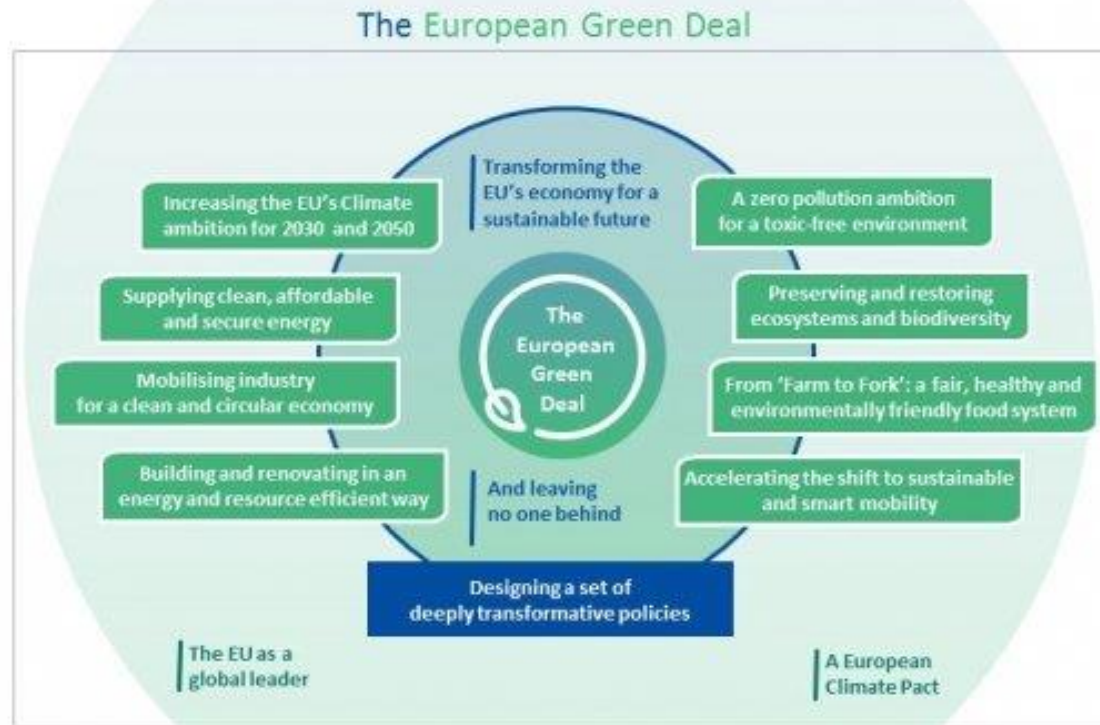 The European Green Deal
Transforming the
EU's economy for a
sustainable future
Increasing the EU's Climate
ambition for 2030 and 2050
Supplying clean, affordable
and secure energy
Mobilising industry
for a clean and circular economy
Building and renovating in an
energy and resource efficient way
The
European
Green
Deal
A zero pollution ambition
for a toxic-free environment
Preserving and restoring
ecosystems and biodiversity
From 'Farm to Fork': a fair, healthy and
environmentally friendly food system
Accelerating the shift to sustainable
and smart mobility
And leaving
no one behind
Designing a set of
deeply transformative policies
The EU as a
global leader
A European
Climate Pact